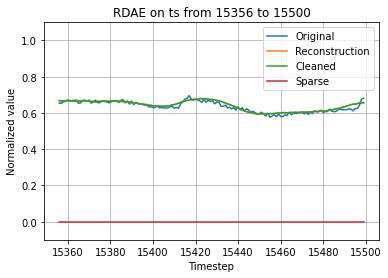 RDAE on ts from 15356 to 15500
Original
Reconstruction
Cleaned
Sparse
Normalized value
1.0
0.8
0.6
0.4
0.2
0.0
15360 15380 15400 15420 15440 15460 15480 15500
Timestep